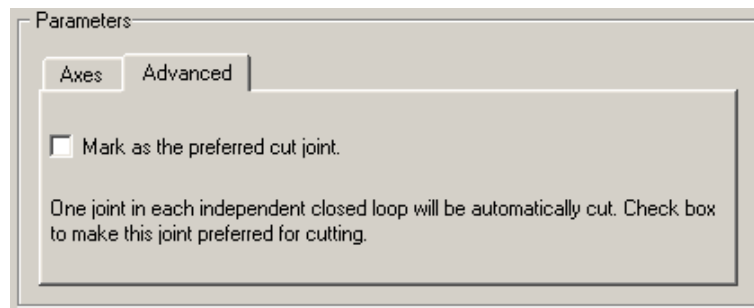 Parameters
Axes
Advanced
Mark as the preferred cut joint.
One joint in each independent closed loop will be automatically cut. Check box
to make this joint preferred for cutting.